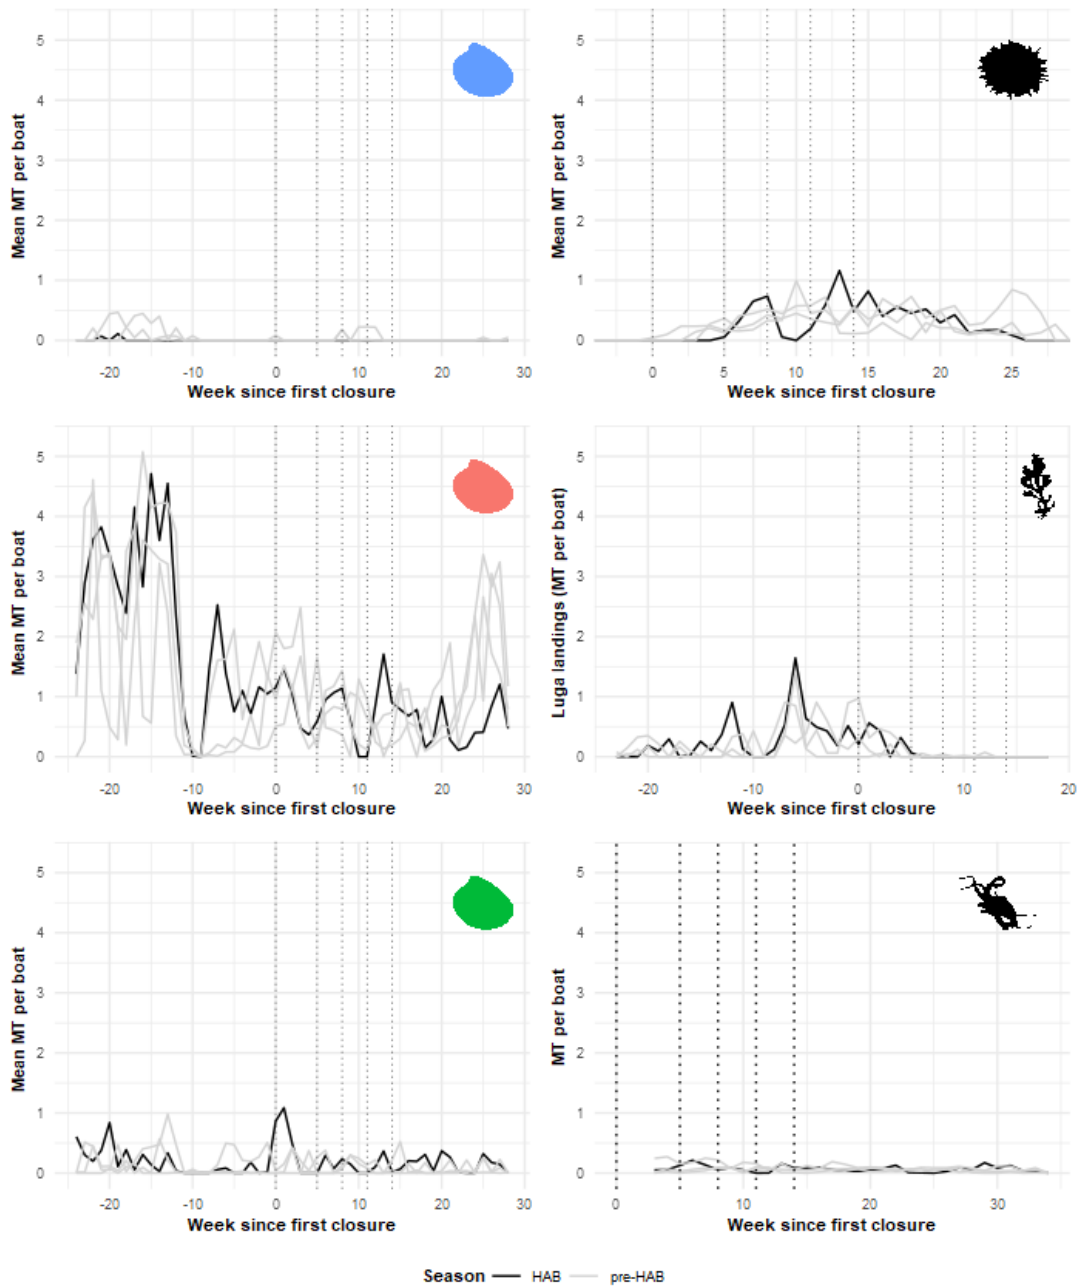 5
4
3
2
1
0
Mean MT per boat
-20 -10 0 10 20 30
Week since first closure
5
4
3
2
1
0
Mean MT per boat
0 5 10 15 20 25
Week since first closure
5
4
3
2
1
0
Mean MT per boat
-20 -10 0 10 20 30
Week since first closure
5
4
3
2
1
0
Luga landings (MT per boat)
-20 -10 0 10 20
Week since first closure
5
4
3
2
1
0
Mean MT per boat
-20 -10 0 10 20 30
Week since first closure
5
4
3
2
1
0
MT per boat
0 10 20 30
Week since first closure
Season HAB pre-HAB